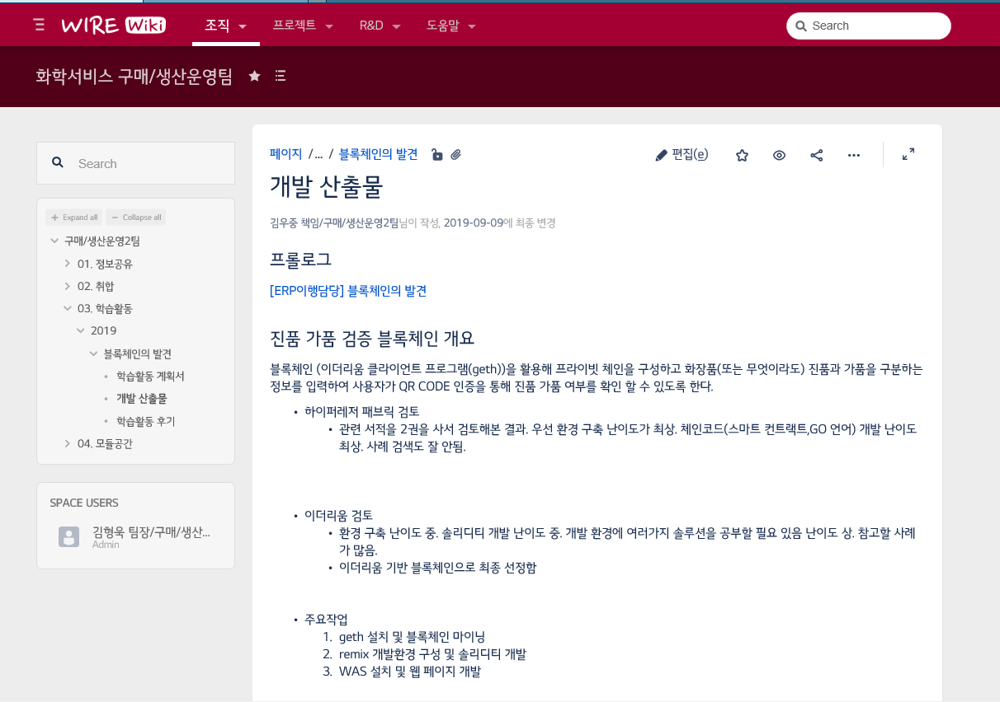 WIRE Wiki 조직 프로젝트 R&D 도움말 Search
화학서비스 구매/생산운영팀
Search
Expand all Collapse all
구매/생산운영2팀
01. 정보공유
02. 취합
03. 학습활동
2019
블록체인의 발견
학습활동 계획서
개발 산출물
학습활동 후기
04. 모듈공간
SPACE USERS
김형욱 팀장/구매/생산...
Admin
페이지 /... / 블록체인의 발견
편집(e)
개발 산출물
김우중 책임/구매/생산운영2팀님이 작성, 2019-09-09에 최종 변경
프롤로그
[ERP이행담당] 블록체인의 발견
진품 가품 검증 블록체인 개요
블록체인 (이더리움 클라이언트 프로그램(geth))을 활용해 프라이빗 체인을 구성하고 화장품(또는 무엇이라도) 진품과 가품을 구분하는
정보를 입력하여 사용자가 QR CODE 인증을 통해 진품 가품 여부를 확인 할 수 있도록 한다.
• 하이퍼레저 패브릭 검토
• 관련 서적을 2권을 사서 검토해본 결과. 우선 환경 구축 난이도가 최상. 체인코드(스마트 컨트랙트,GO 언어) 개발 난이도
최상. 사례 검색도 잘 안됨.
• 이더리움 검토
• 환경 구축 난이도 중. 솔리디티 개발 난이도 중. 개발 환경에 여러가지 솔루션을 공부할 필요 있음 난이도 상. 참고할 사례
가 많음.
• 이더리움 기반 블록체인으로 최종 선정함
• 주요작업
1. geth 설치 및 블록체인 마이닝
2. remix 개발환경 구성 및 솔리디티 개발
3. WAS 설치 및 웹 페이지 개발